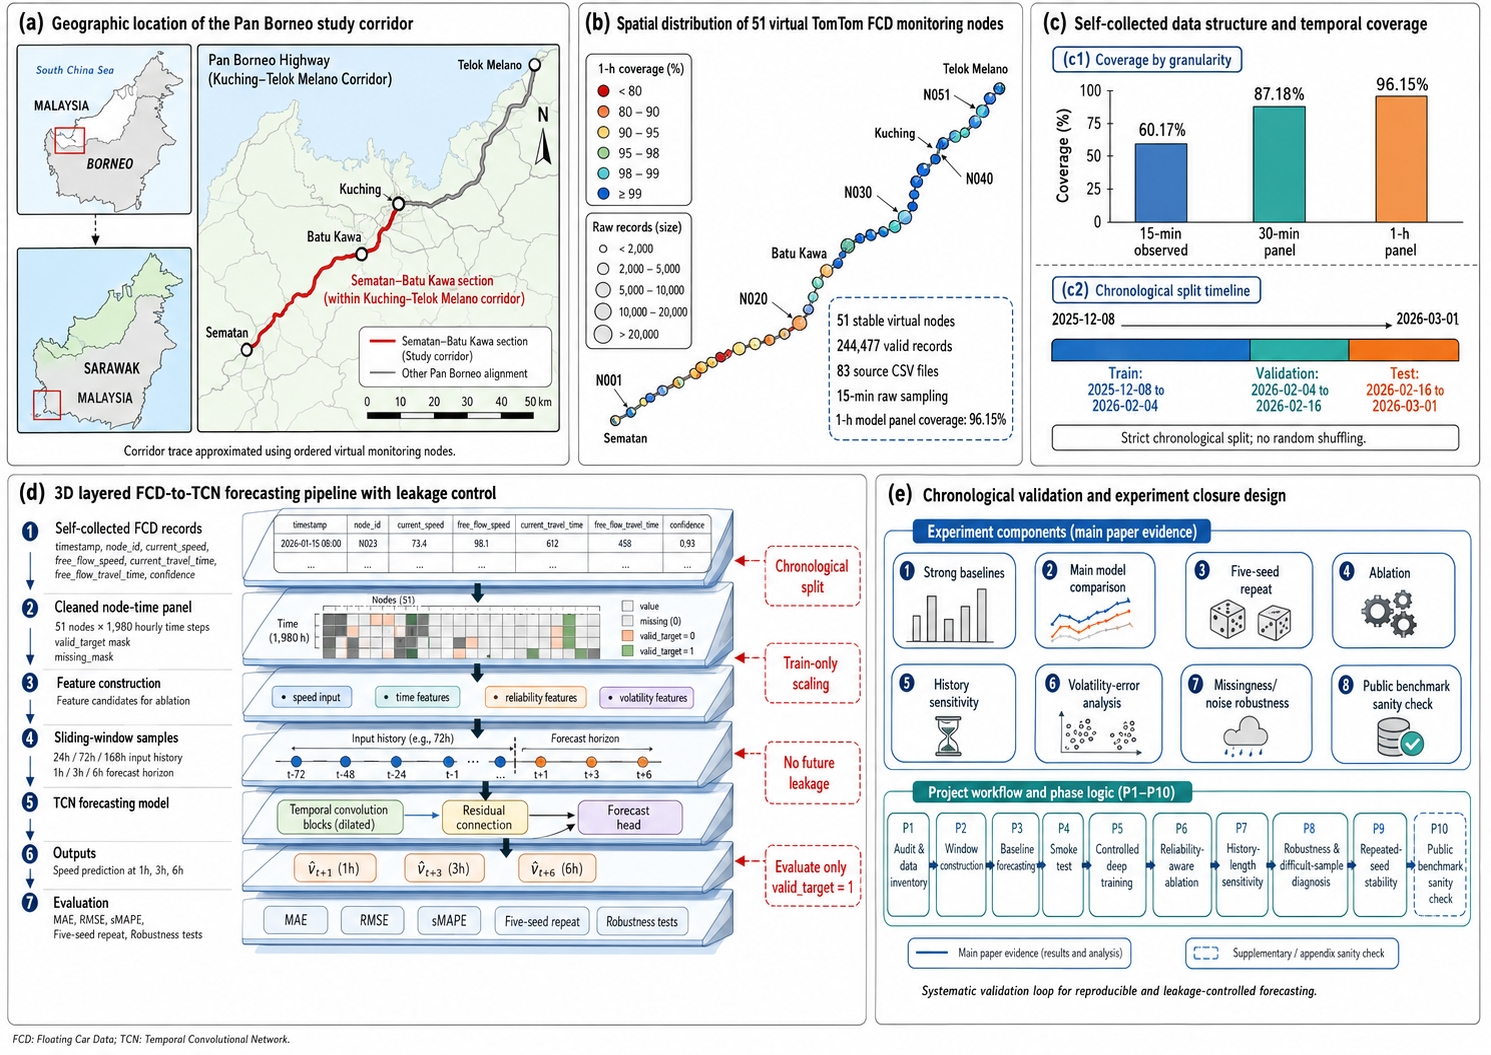 (a) Geographic location of the Pan Borneo study corridor
South China Sea
MALAYSIA
BORNEO
SARAWAK
MALAYSIA
Pan Borneo Highway
(Kuching–Telok Melano Corridor)
Telok Melano
N
Kuching
Batu Kawa
Sematan–Batu Kawa section
(within Kuching–Telok Melano corridor)
Sematan
Sematan–Batu Kawa section
(Study corridor)
Other Pan Borneo alignment
0 10 20 30 40 50 km
Corridor trace approximated using ordered virtual monitoring nodes.
(b) Spatial distribution of 51 virtual TomTom FCD monitoring nodes
1-h coverage (%)
< 80
80 – 90
90 – 95
95 – 98
98 – 99
≥ 99
Raw records (size)
< 2,000
2,000 – 5,000
5,000 – 10,000
10,000 – 20,000
> 20,000
Telok Melano
N051
Kuching
N040
N030
Batu Kawa
N020
N001
Sematan
51 stable virtual nodes
244,477 valid records
83 source CSV files
15-min raw sampling
1-h model panel coverage: 96.15%
(c) Self-collected data structure and temporal coverage
(c1) Coverage by granularity
Coverage (%)
100
75
50
25
0
60.17%
87.18%
96.15%
15-min
observed
30-min
panel
1-h
panel
(c2) Chronological split timeline
2025-12-08
2026-03-01
Train:
2025-12-08 to
2026-02-04
Validation:
2026-02-04 to
2026-02-16
Test:
2026-02-16 to
2026-03-01
Strict chronological split; no random shuffling.
(d) 3D layered FCD-to-TCN forecasting pipeline with leakage control
1 Self-collected FCD records
timestamp, node_id, current_speed,
free_flow_speed, current_travel_time,
free_flow_travel_time, confidence
2 Cleaned node-time panel
51 nodes × 1,980 hourly time steps
valid_target mask
missing_mask
3 Feature construction
Feature candidates for ablation
4 Sliding-window samples
24h / 72h / 168h input history
1h / 3h / 6h forecast horizon
5 TCN forecasting model
6 Outputs
Speed prediction at 1h, 3h, 6h
7 Evaluation
MAE, RMSE, sMAPE,
Five-seed repeat, Robustness tests
timestamp node_id current_speed free_flow_speed current_travel_time free_flow_travel_time confidence
2026-01-15 08:00 N023 73.4 98.1 612 458 0,93
... ... ... ... ... ... ...
Nodes (51)
Time
(1,980 h)
value
missing (0)
valid_target = 0
valid_target = 1
• speed input
• time features
• reliability features
• volatility features
Input history (e.g., 72h)
Forecast horizon
t-72 t-48 t-24 t-1 ... ... t+1 t+3 t+6
Temporal convolution
blocks (dilated)
Residual
connection
Forecast
head
v̂t+1 (1h)
v̂t+3 (3h)
v̂t+6 (6h)
MAE
RMSE
sMAPE
Five-seed repeat
Robustness tests
Chronological
split
Train-only
scaling
No future
leakage
Evaluate only
valid_target = 1
(e) Chronological validation and experiment closure design
Experiment components (main paper evidence)
1 Strong baselines
2 Main model
comparison
3 Five-seed
repeat
4 Ablation
5 History
sensitivity
6 Volatility-error
analysis
7 Missingness/
noise robustness
8 Public benchmark
sanity check
Project workflow and phase logic (P1–P10)
P1
Audit &
data
inventory
P2
Window
construction
P3
Baseline
forecasting
P4
Smoke
test
P5
Controlled
deep
training
P6
Reliability-
aware
ablation
P7
History-
length
sensitivity
P8
Robustness &
difficult-sample
diagnosis
P9
Repeated-
seed
stability
P10
Public
benchmark
sanity
check
Main paper evidence (results and analysis)
Supplementary / appendix sanity check
Systematic validation loop for reproducible and leakage-controlled forecasting.
FCD: Floating Car Data; TCN: Temporal Convolutional Network.